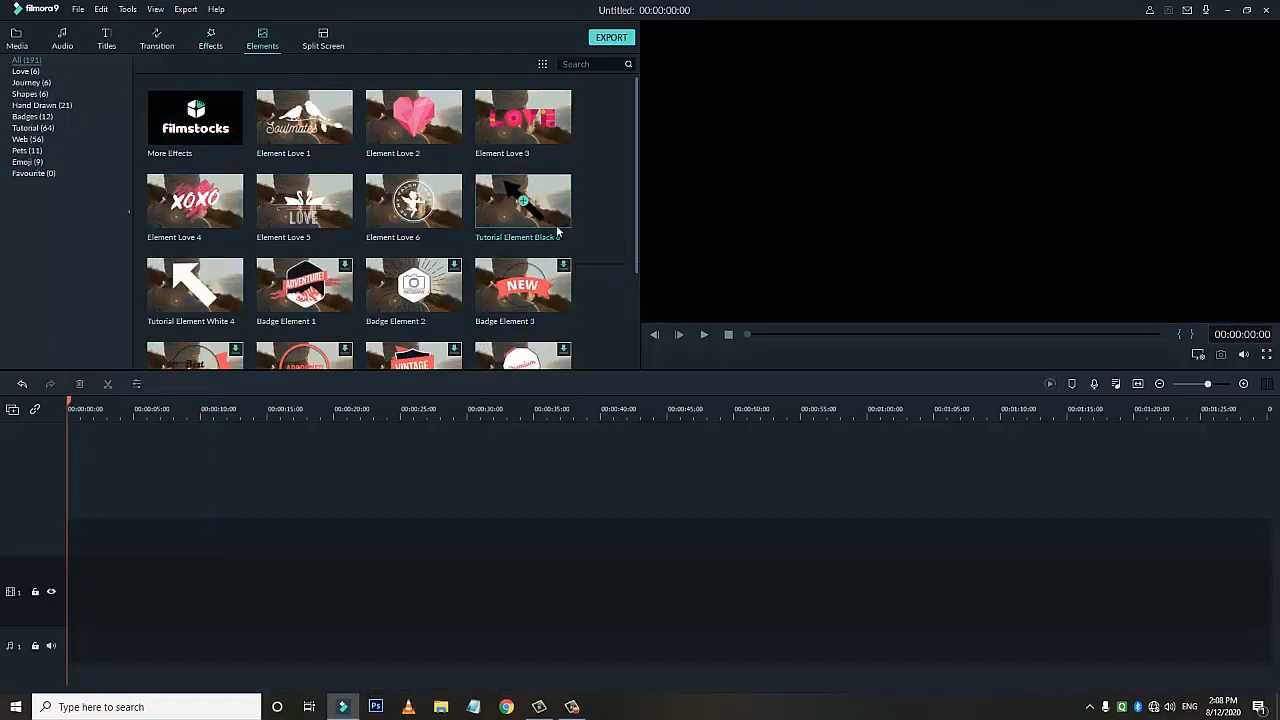 filmora9 File Edit Tools View Export Help Untitled: 00:00:00:00
Media Audio Titles Transition Effects Elements Split Screen EXPORT
All (191)
Love (6)
Journey (6)
Shapes (6)
Hand Drawn (21)
Badges (12)
Tutorial (64)
Web (56)
Pets (11)
Emoji (9)
Favourite (0)
Search
filmstocks Soulmates LOVE
More Effects Element Love 1 Element Love 2 Element Love 3
XOXO LOVE
Element Love 4 Element Love 5 Element Love 6 Tutorial Element Black 6
ADVENTURE! NEW
Tutorial Element White 4 Badge Element 1 Badge Element 2 Badge Element 3
Best APPROVED VINTAGE Premium
{ } 00:00:00:00
00:00:00:00 00:00:05:00 00:00:10:00 00:00:15:00 00:00:20:00 00:00:25:00 00:00:30:00 00:00:35:00 00:00:40:00 00:00:45:00 00:00:50:00 00:00:55:00 00:01:00:00 00:01:05:00 00:01:10:00 00:01:15:00 00:01:20:00 00:01:25:00 0
1
1
Type here to search
Ps
ENG
2:08 PM
8/12/2020